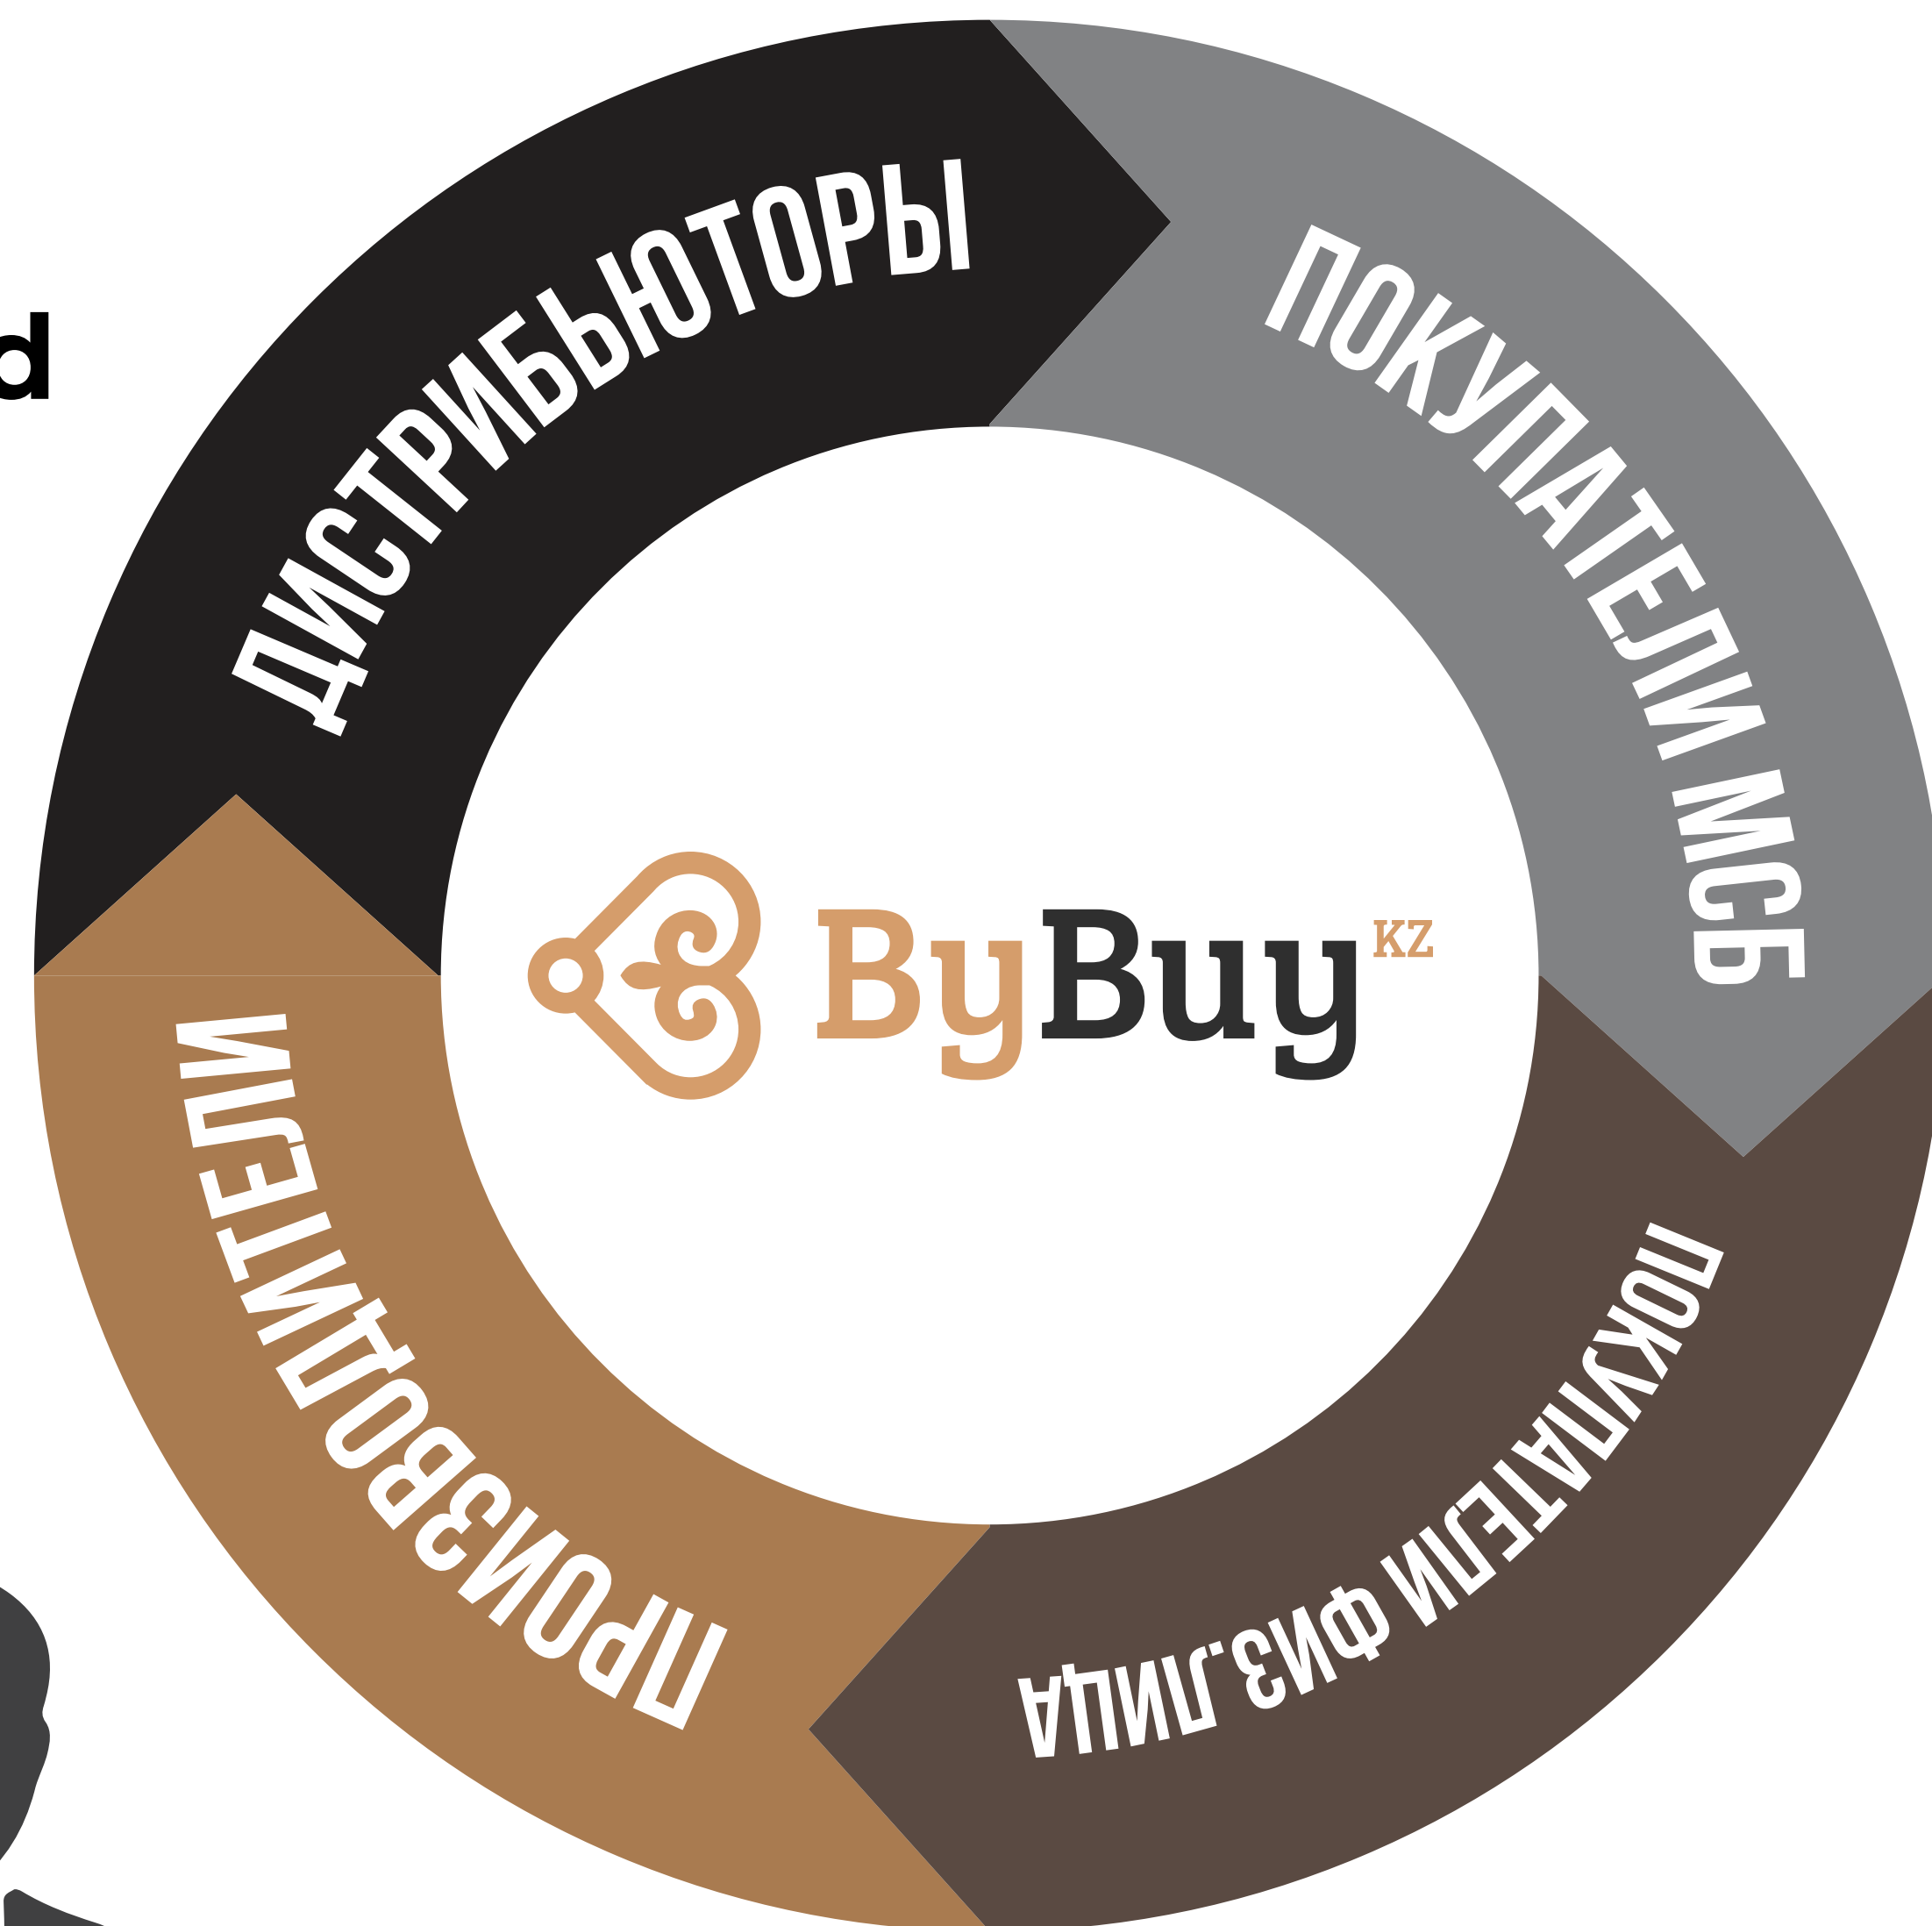 d
ДИСТРИБЬЮТОРЫ
ПОКУПАТЕЛИ МСБ
ByBuy KZ
ПОКУПАТЕЛИ ФИЗ.ЛИЦА
ПРОИЗВОДИТЕЛИ